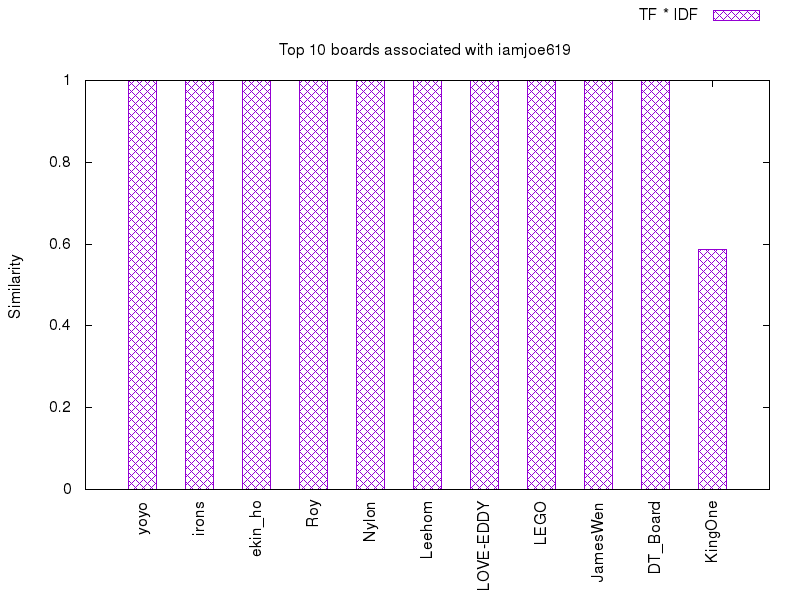 TF * IDF
Top 10 boards associated with iamjoe619
Similarity
1
0.8
0.6
0.4
0.2
0
yoyo
irons
ekin_ho
Roy
Nylon
Leehom
LOVE-EDDY
LEGO
JamesWen
DT_Board
KingOne